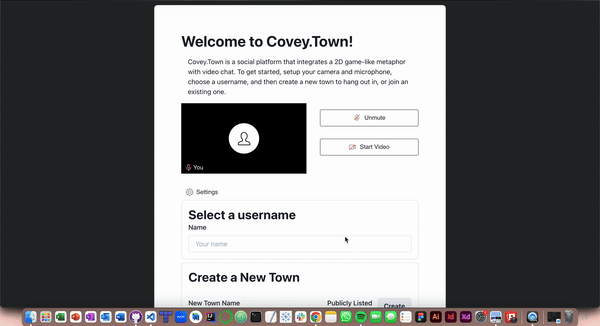 Welcome to Covey.Town!
Covey.Town is a social platform that integrates a 2D game-like metaphor
with video chat. To get started, setup your camera and microphone,
choose a username, and then create a new town to hang out in, or join an
existing one.
Unmute
Start Video
You
Settings
Select a username
Name
Your name
Create a New Town
New Town Name
Publicly Listed
Create